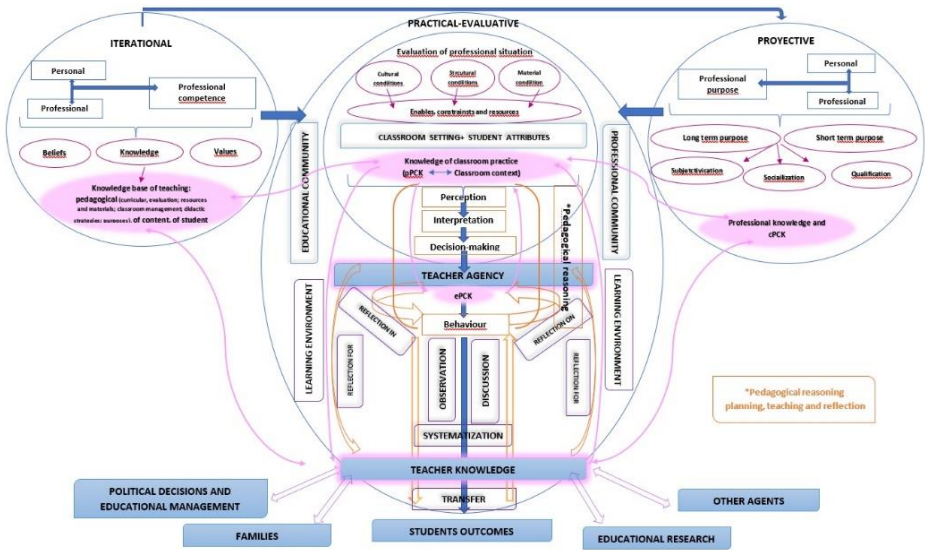 ITERATIONAL
Personal
Professional
competence
Professional
Beliefs
Knowledge
Values
Knowledge base of teaching:
pedagogical (curricular, evaluation; resources
and materials; classroom management; didactic
strategies; purposes), of content, of student
PRACTICAL-EVALUATIVE
Evaluation of professional situation
Cultural
conditions
Strcutural
conditions
Material
condition
Enables, constraints and resources
CLASSROOM SETTING+ STUDENT ATTRIBUTES
Knowledge of classroom practice
(pPCK
Classroom context)
Perception
Interpretation
Decision-making
TEACHER AGENCY
ePCK
Behaviour
*Pedagogical reasoning
EDUCATIONAL COMMUNITY
PROFESSIONAL COMMUNITY
LEARNING ENVIRONMENT
LEARNING ENVIRONMENT
REFLECTION IN
REFLECTION ON
REFLECTION FOR
REFLECTION FOR
OBSERVATION
DISCUSSION
SYSTEMATIZATION
TEACHER KNOWLEDGE
TRANSFER
STUDENTS OUTCOMES
PROYECTIVE
Personal
Professional
purpose
Professional
Long term purpose
Short term purpose
Socialization
Qualification
Professional knowledge and
cPCK
*Pedagogical reasoning
planning, teaching and reflection
POLITICAL DECISIONS AND
EDUCATIONAL MANAGEMENT
FAMILIES
OTHER AGENTS
EDUCATIONAL RESEARCH